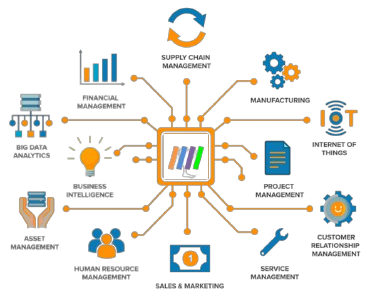 SUPPLY CHAIN
MANAGEMENT
FINANCIAL
MANAGEMENT
MANUFACTURING
BIG DATA
ANALYTICS
IoT
INTERNET OF
THINGS
BUSINESS
INTELLIGENCE
PROJECT
MANAGEMENT
ASSET
MANAGEMENT
CUSTOMER
RELATIONSHIP
MANAGEMENT
HUMAN RESOURCE
MANAGEMENT
1
SALES & MARKETING
SERVICE
MANAGEMENT